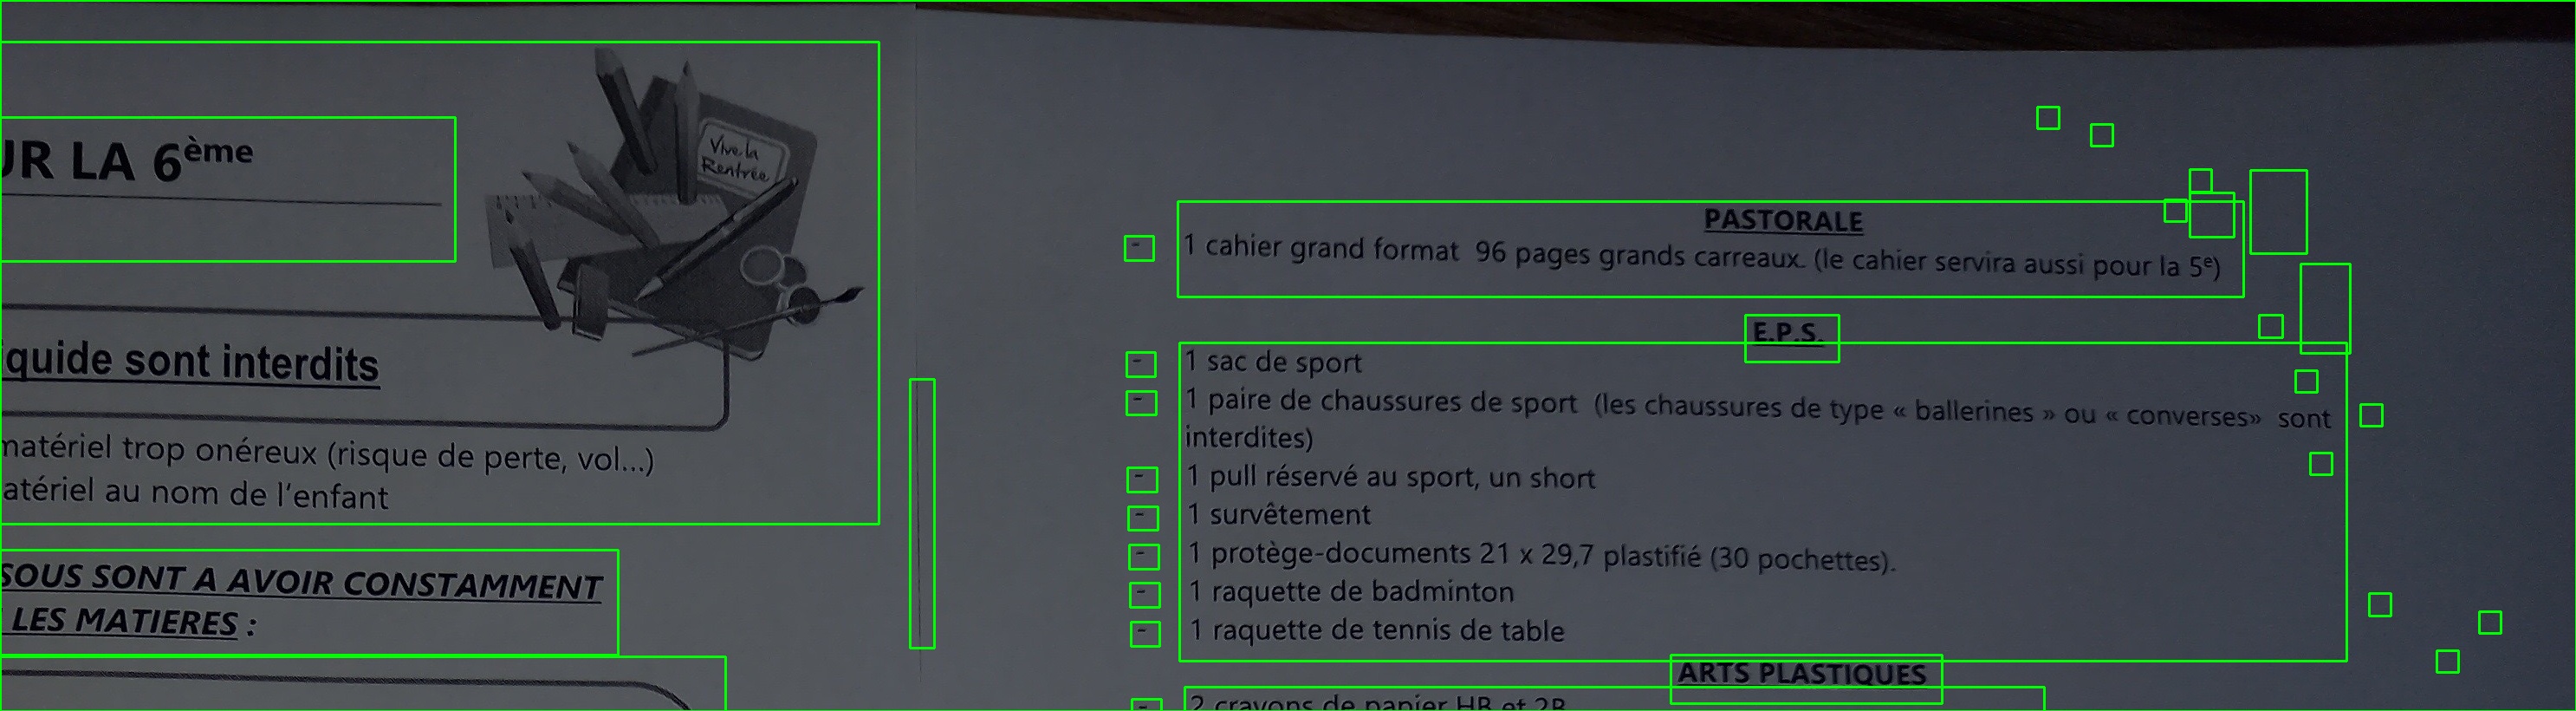 UR LA 6ème
Vive la
Rentrée
quide sont interdits
matériel trop onéreux (risque de perte, vol...)
atériel au nom de l'enfant
SOUS SONT A AVOIR CONSTAMMENT
LES MATIERES :
PASTORALE
- 1 cahier grand format 96 pages grands carreaux. (le cahier servira aussi pour la 5e)
E.P.S.
- 1 sac de sport
- 1 paire de chaussures de sport (les chaussures de type « ballerines » ou « converses» sont
interdites)
- 1 pull réservé au sport, un short
- 1 survêtement
- 1 protège-documents 21 x 29,7 plastifié (30 pochettes).
- 1 raquette de badminton
- 1 raquette de tennis de table
ARTS PLASTIQUES
- 2 crayons de papier HB et 2B